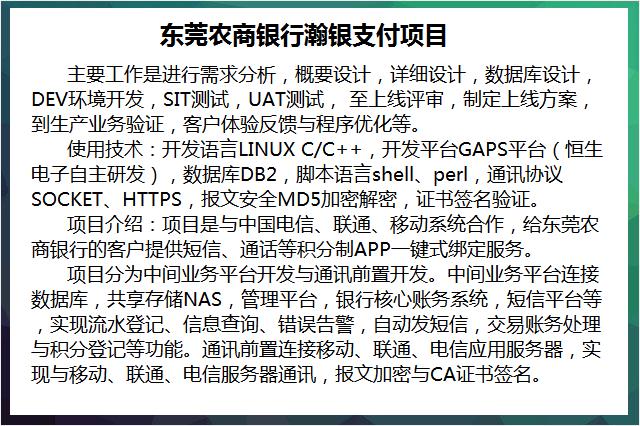 东莞农商银行瀚银支付项目
主要工作是进行需求分析，概要设计，详细设计，数据库设计，
DEV环境开发，SIT测试，UAT测试， 至上线评审，制定上线方案，
到生产业务验证，客户体验反馈与程序优化等。
使用技术：开发语言LINUX C/C++，开发平台GAPS平台（恒生
电子自主研发），数据库DB2，脚本语言shell、perl，通讯协议
SOCKET、HTTPS，报文安全MD5加密解密，证书签名验证。
项目介绍：项目是与中国电信、联通、移动系统合作，给东莞农
商银行的客户提供短信、通话等积分制APP一键式绑定服务。
项目分为中间业务平台开发与通讯前置开发。中间业务平台连接
数据库，共享存储NAS，管理平台，银行核心账务系统，短信平台等
，实现流水登记、信息查询、错误告警，自动发短信，交易账务处理
与积分登记等功能。通讯前置连接移动、联通、电信应用服务器，实
现与移动、联通、电信服务器通讯，报文加密与CA证书签名。